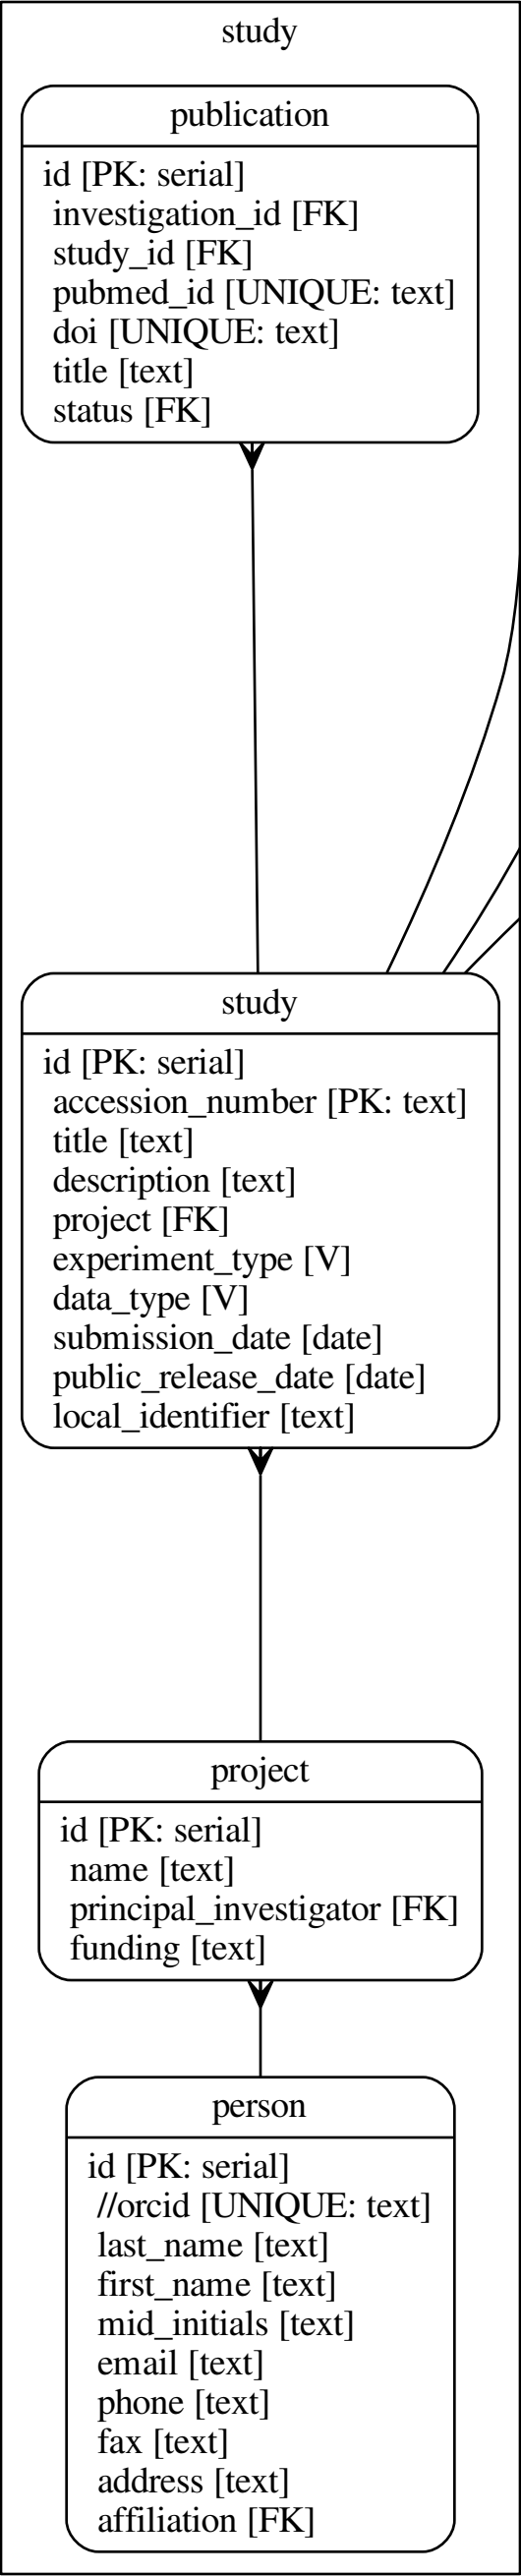 study
publication
id [PK: serial]
investigation_id [FK]
study_id [FK]
pubmed_id [UNIQUE: text]
doi [UNIQUE: text]
title [text]
status [FK]
study
id [PK: serial]
accession_number [PK: text]
title [text]
description [text]
project [FK]
experiment_type [V]
data_type [V]
submission_date [date]
public_release_date [date]
local_identifier [text]
project
id [PK: serial]
name [text]
principal_investigator [FK]
funding [text]
person
id [PK: serial]
//orcid [UNIQUE: text]
last_name [text]
first_name [text]
mid_initials [text]
email [text]
phone [text]
fax [text]
address [text]
affiliation [FK]